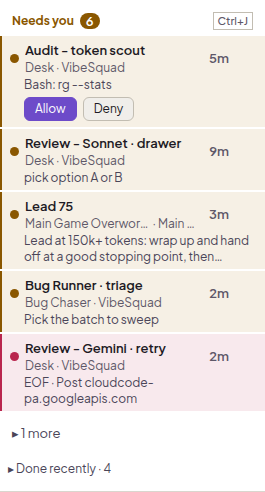 Needs you 6 Ctrl+J
Audit – token scout 5m
Desk · VibeSquad
Bash: rg --stats
Allow Deny
Review – Sonnet · drawer 9m
Desk · VibeSquad
pick option A or B
Lead 75 3m
Main Game Overwor... · Main ...
Lead at 150k+ tokens: wrap up and hand
off at a good stopping point, then...
Bug Runner · triage 2m
Bug Chaser · VibeSquad
Pick the batch to sweep
Review – Gemini · retry 2m
Desk · VibeSquad
EOF · Post cloudcode-
pa.googleapis.com
▸ 1 more
▸ Done recently · 4